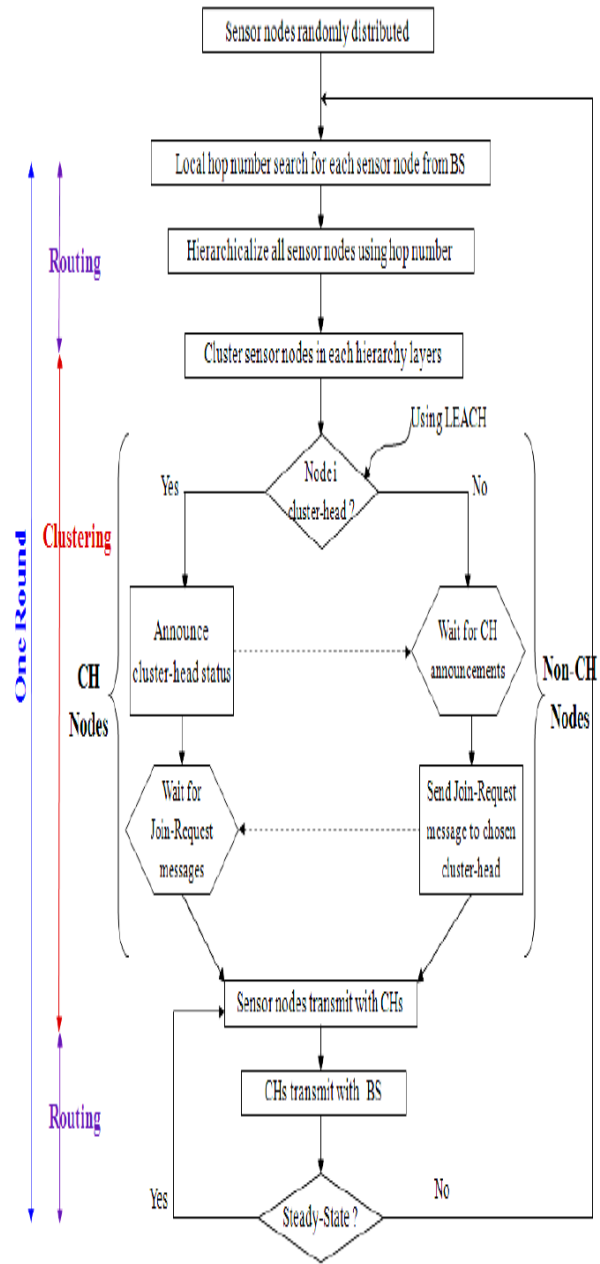 Sensor nodes randomly distributed
Local hop number search for each sensor node from BS
Hierarchicalize all sensor nodes using hop number
Routing
Cluster sensor nodes in each hierarchy layers
Using LEACH
Node i
cluster-head ?
Yes
No
Clustering
One Round
Announce
cluster-head status
Wait for CH
announcements
CH
Nodes
Non-CH
Nodes
Wait for
Join-Request
messages
Send Join-Request
message to chosen
cluster-head
Sensor nodes transmit with CHs
CHs transmit with BS
Routing
Yes
No
Steady-State ?